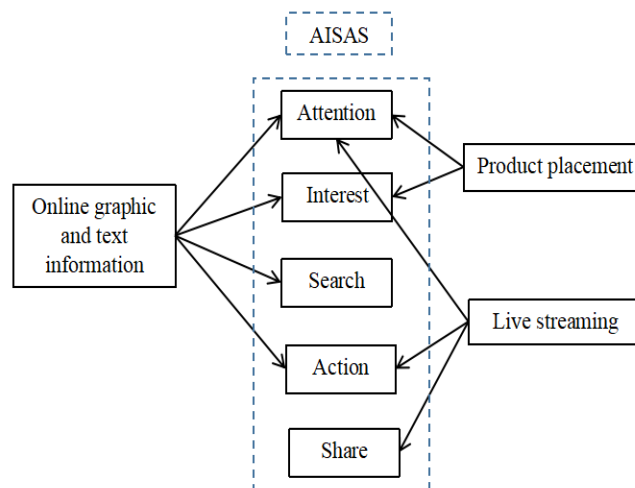 AISAS
Attention
Interest
Search
Action
Share
Online graphic
and text
information
Product placement
Live streaming